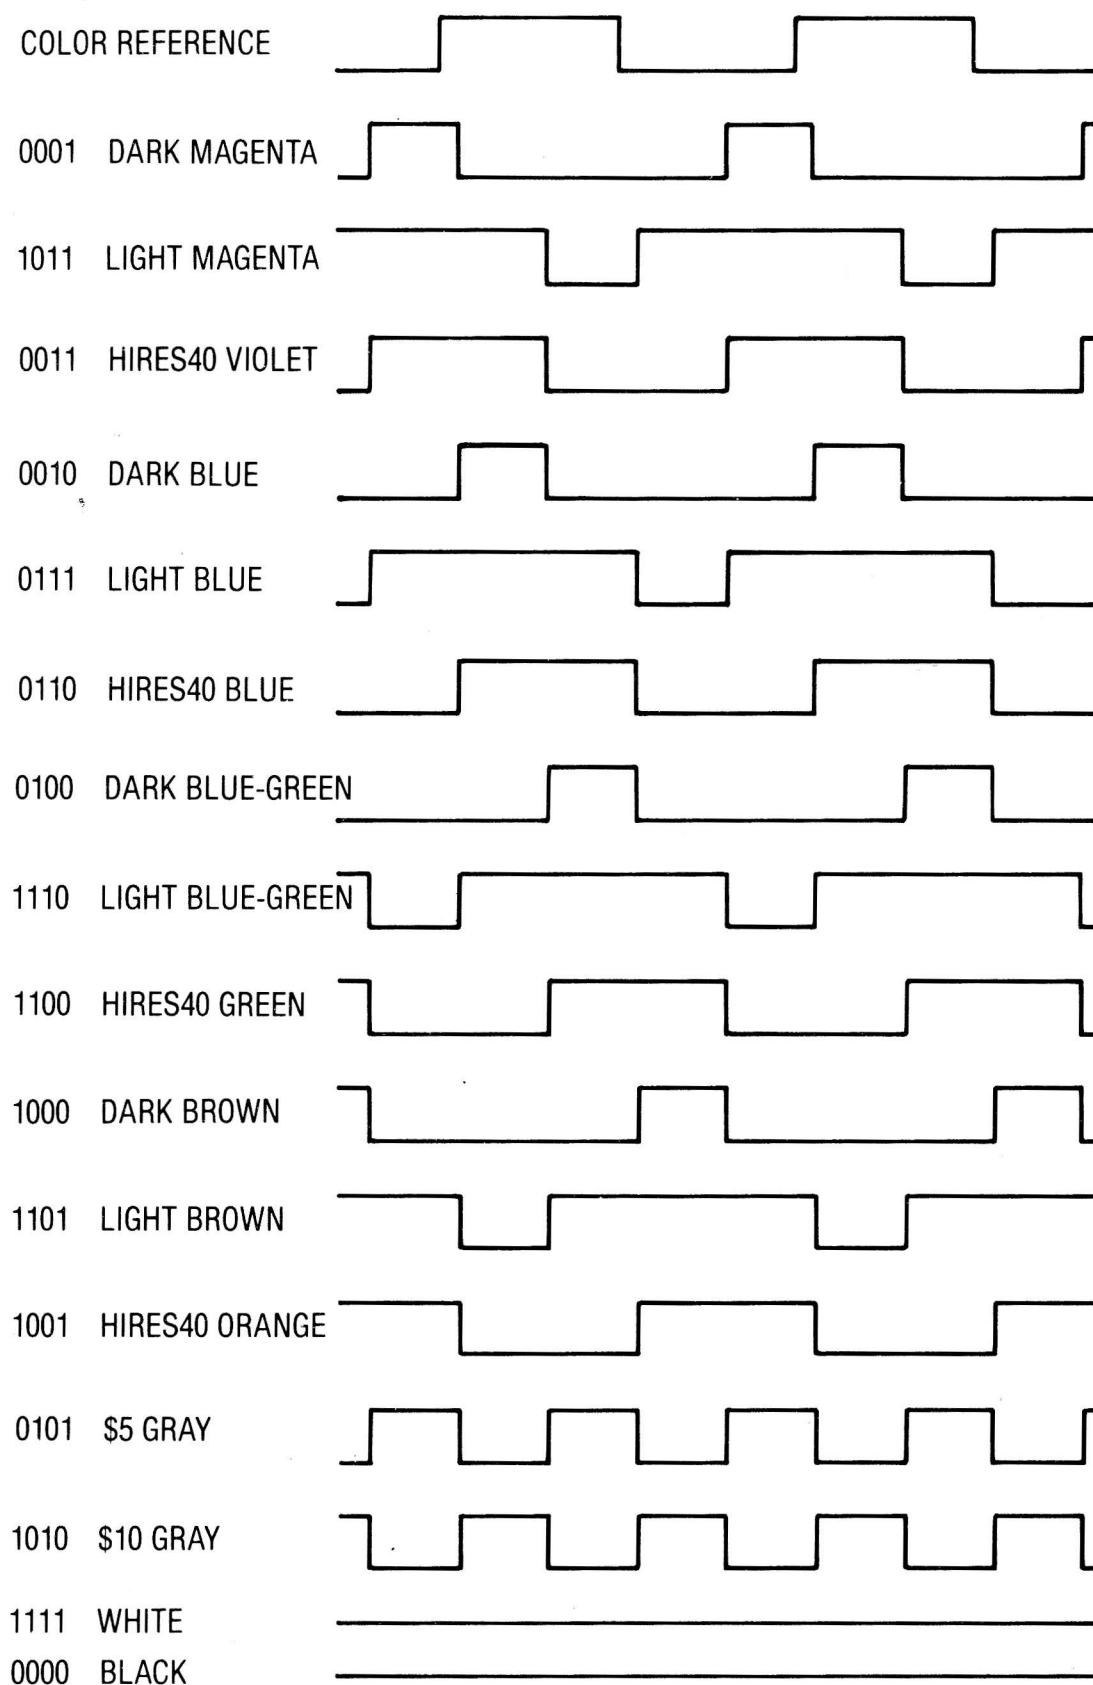 COLOR REFERENCE
0001 DARK MAGENTA
1011 LIGHT MAGENTA
0011 HIRES40 VIOLET
0010 DARK BLUE
0111 LIGHT BLUE
0110 HIRES40 BLUE
0100 DARK BLUE-GREEN
1110 LIGHT BLUE-GREEN
1100 HIRES40 GREEN
1000 DARK BROWN
1101 LIGHT BROWN
1001 HIRES40 ORANGE
0101 $5 GRAY
1010 $10 GRAY
1111 WHITE
0000 BLACK